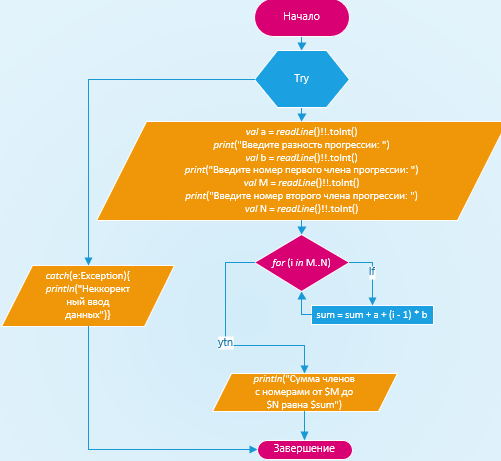 Начало
Try
val a = readLine()!!.toInt()
print("Введите разность прогрессии: ")
val b = readLine()!!.toInt()
print("Введите номер первого члена прогрессии: ")
val M = readLine()!!.toInt()
print("Введите номер второго члена прогрессии: ")
val N = readLine()!!.toInt()
for (i in M..N)
lf
sum = sum + a + (i - 1) * b
catch(e:Exception){
println("Неккорект
ный ввод
данных")}
ytn
println("Сумма членов
с номерами от $M до
$N равна $sum"}
Завершение